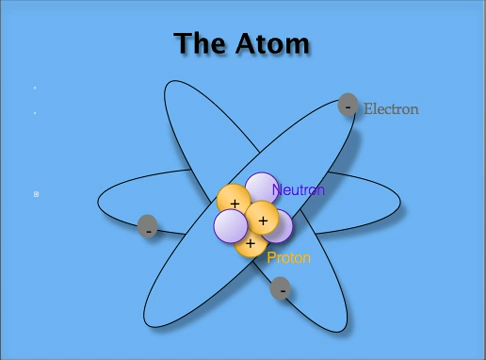 The Atom
-
Electron
Neutron
+
+
-
+
Proton
-